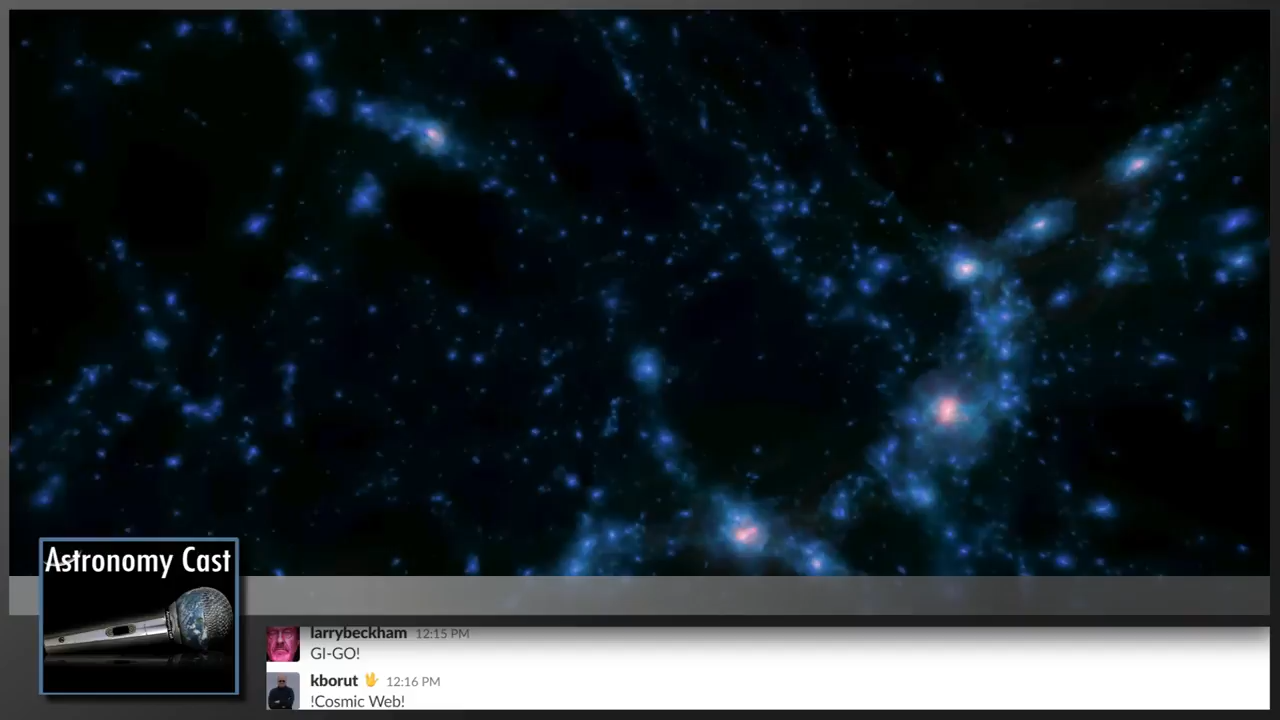 Astronomy Cast
larrybeckham 12:15 PM
GI-GO!
kborut 🖖 12:16 PM
!Cosmic Web!